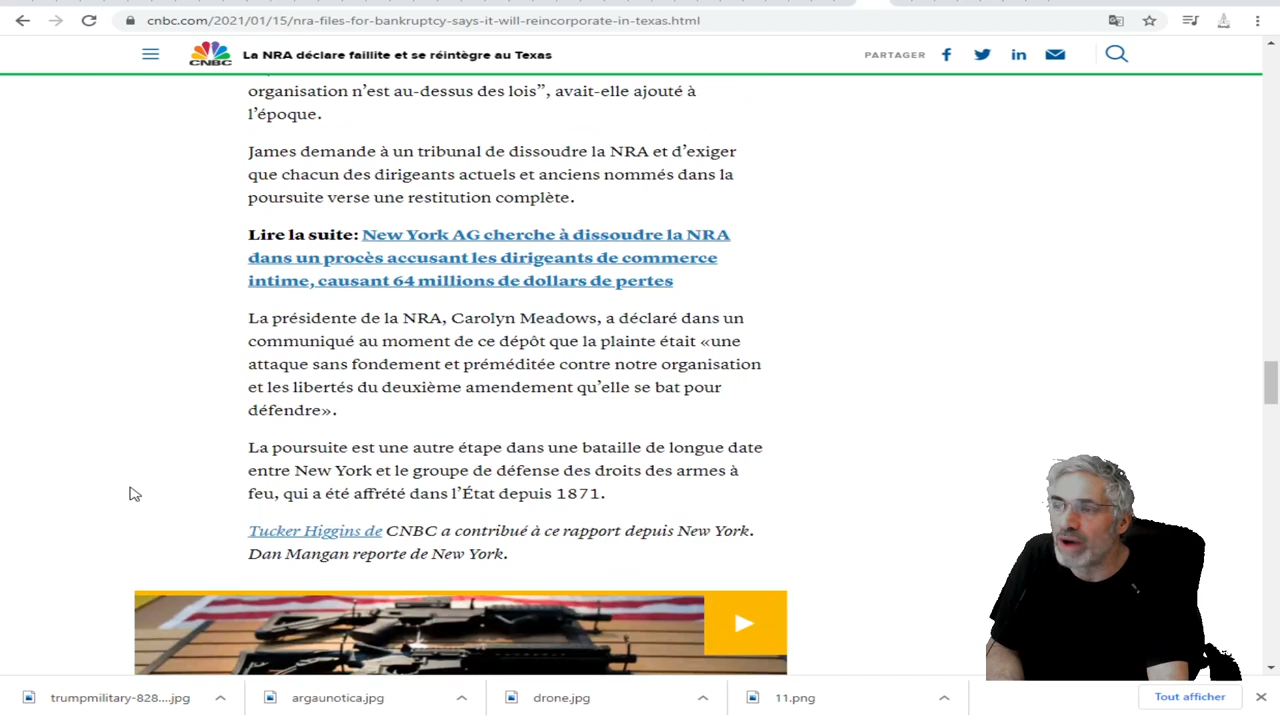 cnbc.com/2021/01/15/nra-files-for-bankruptcy-says-it-will-reincorporate-in-texas.html
CNBC
La NRA déclare faillite et se réintègre au Texas
PARTAGER
organisation n’est au-dessus des lois”, avait-elle ajouté à
l’époque.
James demande à un tribunal de dissoudre la NRA et d’exiger
que chacun des dirigeants actuels et anciens nommés dans la
poursuite verse une restitution complète.
Lire la suite: New York AG cherche à dissoudre la NRA
dans un procès accusant les dirigeants de commerce
intime, causant 64 millions de dollars de pertes
La présidente de la NRA, Carolyn Meadows, a déclaré dans un
communiqué au moment de ce dépôt que la plainte était «une
attaque sans fondement et préméditée contre notre organisation
et les libertés du deuxième amendement qu’elle se bat pour
défendre».
La poursuite est une autre étape dans une bataille de longue date
entre New York et le groupe de défense des droits des armes à
feu, qui a été affrété dans l’État depuis 1871.
Tucker Higgins de CNBC a contribué à ce rapport depuis New York.
Dan Mangan reporte de New York.
trumpmilitary-828....jpg
argaunotica.jpg
drone.jpg
11.png
Tout afficher